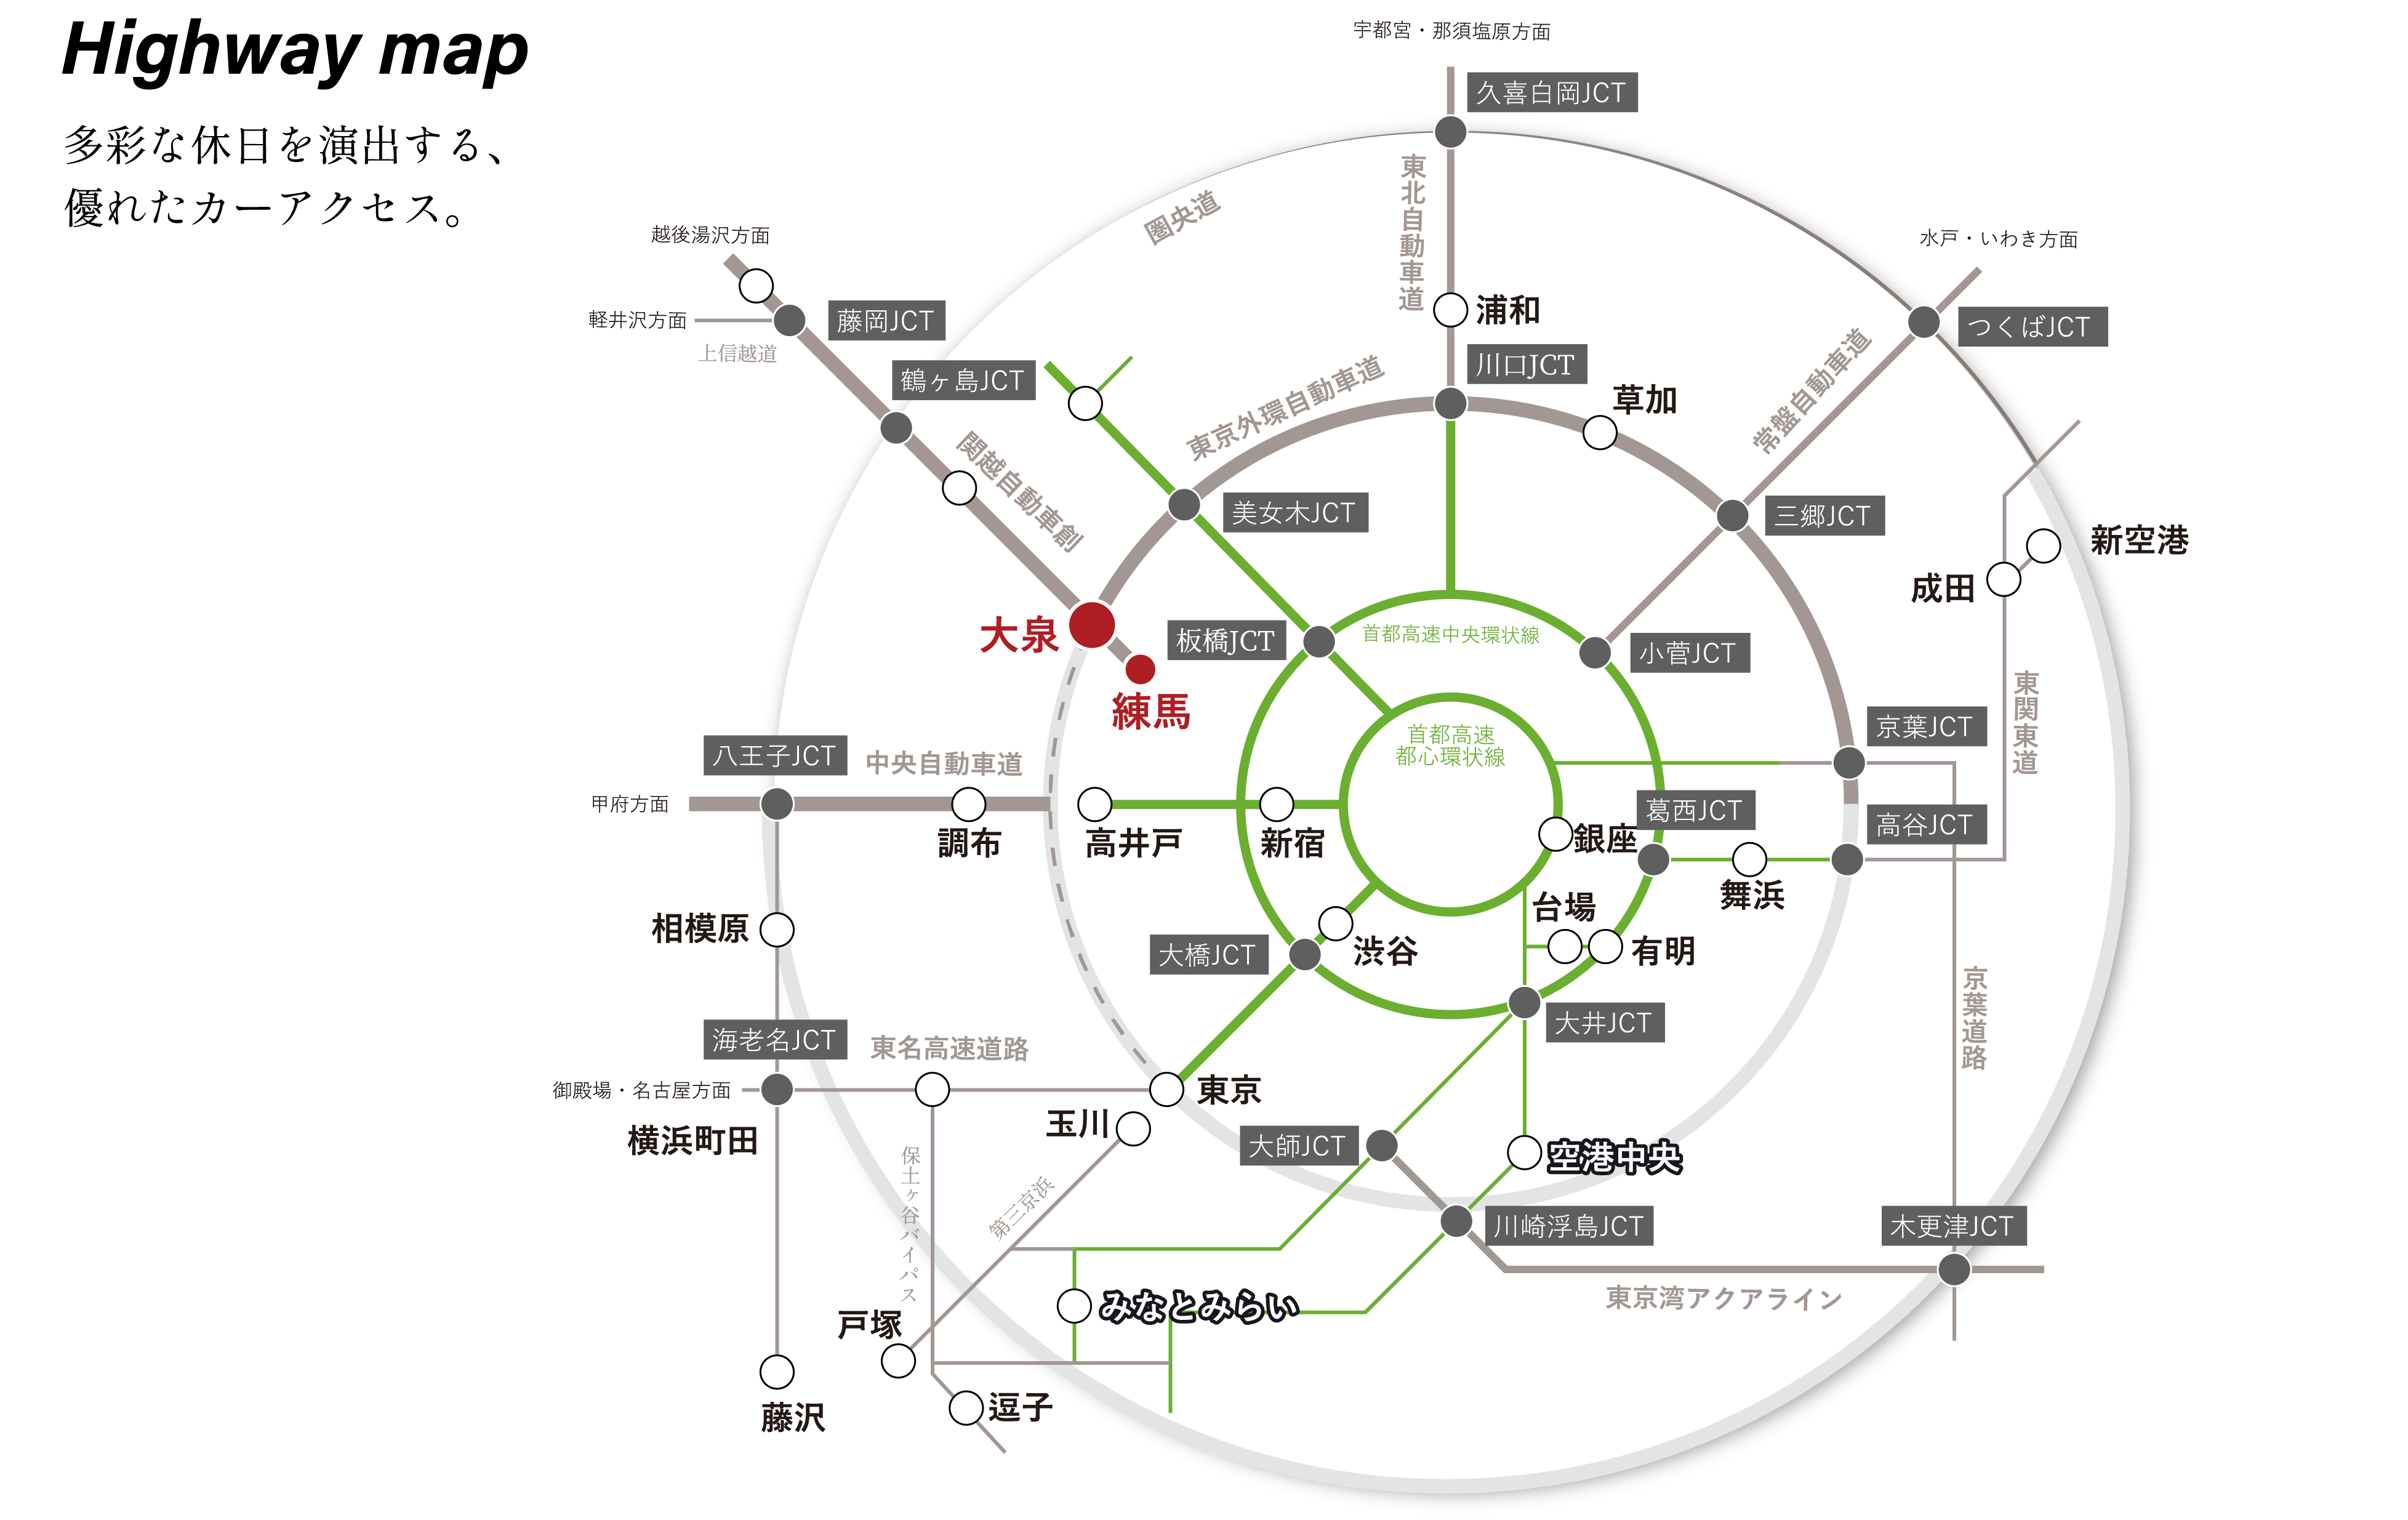 Highway map
多彩な休日を演出する、
優れたカーアクセス。
宇都宮・那須塩原方面
久喜白岡JCT
東北自動車道
圏央道
越後湯沢方面
水戸・いわき方面
軽井沢方面
藤岡JCT
上信越道
浦和
つくばJCT
鶴ヶ島JCT
川口JCT
東京外環自動車道
草加
常盤自動車道
関越自動車創
美女木JCT
三郷JCT
新空港
成田
大泉
板橋JCT
首都高速中央環状線
小菅JCT
練馬
東関東道
首都高速
都心環状線
京葉JCT
八王子JCT
中央自動車道
甲府方面
葛西JCT
高谷JCT
調布
高井戸
新宿
銀座
舞浜
相模原
台場
大橋JCT
渋谷
有明
海老名JCT
東名高速道路
大井JCT
京葉道路
御殿場・名古屋方面
東京
横浜町田
玉川
大師JCT
空港中央
保土ヶ谷バイパス
第三京浜
川崎浮島JCT
木更津JCT
みなとみらい
東京湾アクアライン
戸塚
藤沢
逗子